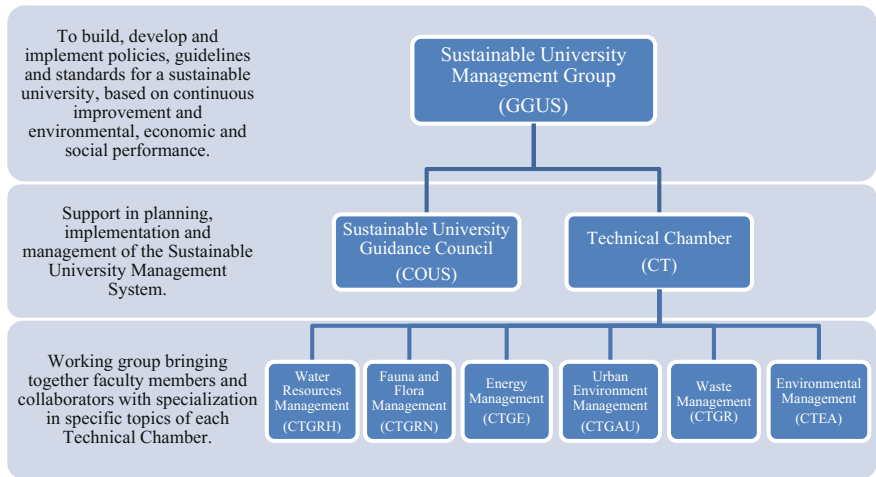 To build, develop and
implement policies, guidelines
and standards for a sustainable
university, based on continuous
improvement and
environmental, economic and
social performance.
Sustainable University
Management Group
(GGUS)
Support in planning,
implementation and
management of the Sustainable
University Management
System.
Sustainable University
Guidance Council
(COUS)
Technical Chamber
(CT)
Working group bringing
together faculty members and
collaborators with specialization
in specific topics of each
Technical Chamber.
Water
Resources
Management
(CTGRH)
Fauna and
Flora
Management
(CTGRN)
Energy
Management
(CTGE)
Urban
Environment
Management
(CTGAU)
Waste
Management
(CTGR)
Environmental
Management
(CTEA)